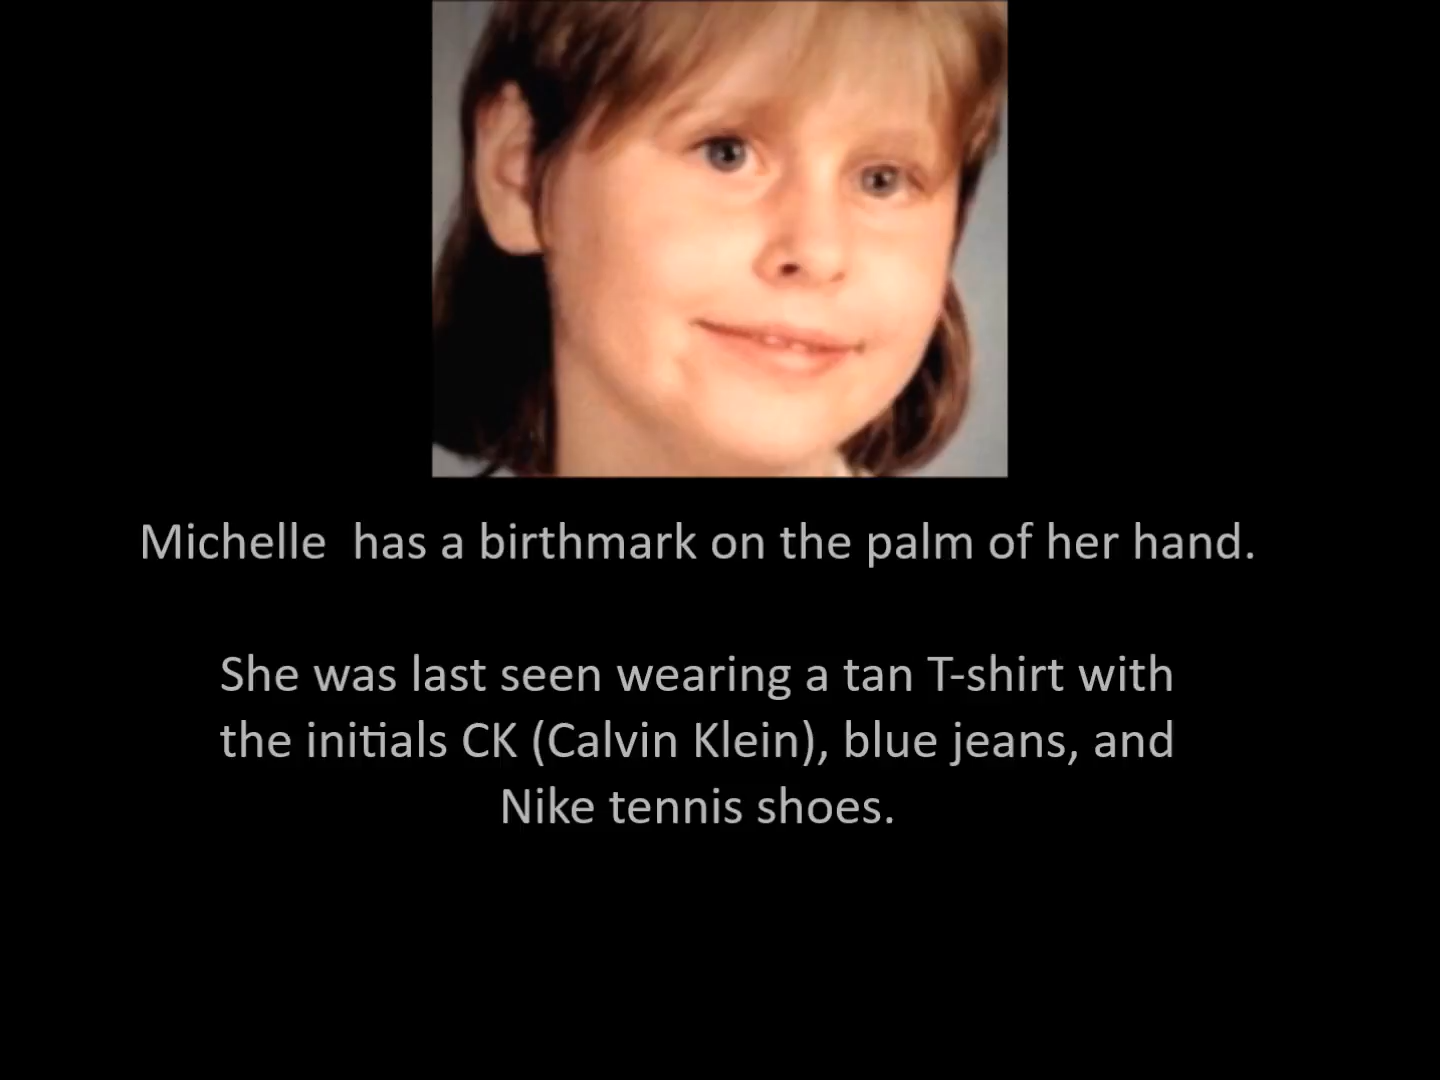 Michelle  has a birthmark on the palm of her hand.
She was last seen wearing a tan T-shirt with
the initials CK (Calvin Klein), blue jeans, and
Nike tennis shoes.